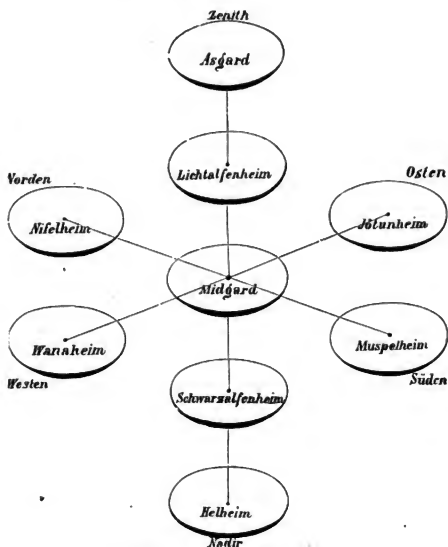 Zenith
Asgard
Lichtalfenheim
Norden
Osten
Nifelheim
Jötunheim
Midgard
Wanaheim
Muspelheim
Westen
Süden
Schwarzalfenheim
Helheim
Nadir